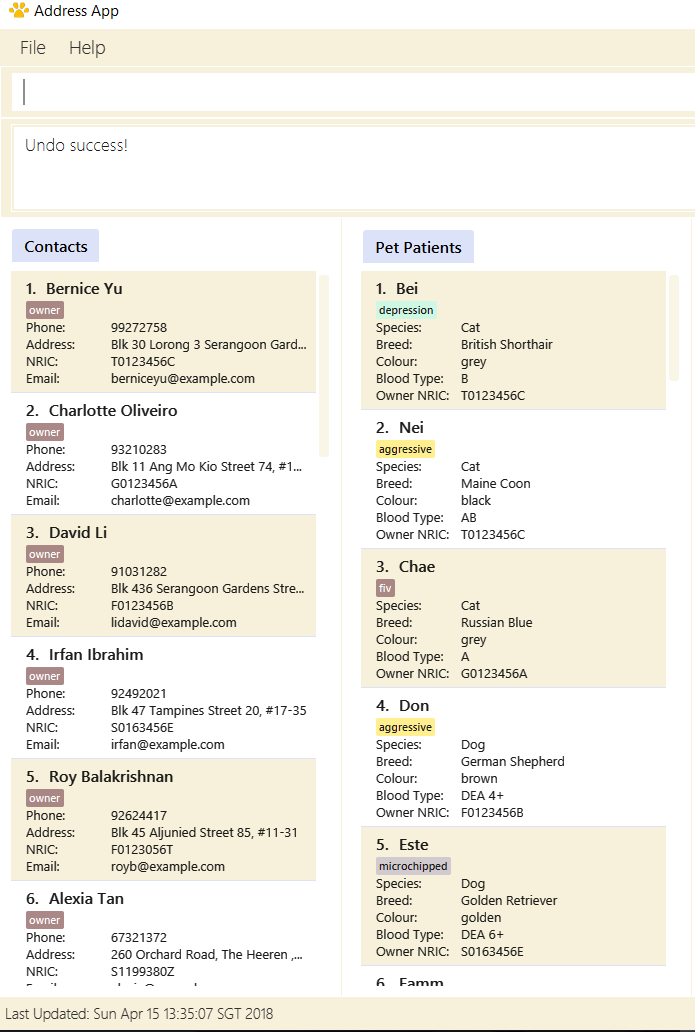 Address App
File Help
Undo success!
Contacts
1. Bernice Yu
owner
Phone: 99272758
Address: Blk 30 Lorong 3 Serangoon Gard...
NRIC: T0123456C
Email: berniceyu@example.com
2. Charlotte Oliveiro
owner
Phone: 93210283
Address: Blk 11 Ang Mo Kio Street 74, #1...
NRIC: G0123456A
Email: charlotte@example.com
3. David Li
owner
Phone: 91031282
Address: Blk 436 Serangoon Gardens Stre...
NRIC: F0123456B
Email: lidavid@example.com
4. Irfan Ibrahim
owner
Phone: 92492021
Address: Blk 47 Tampines Street 20, #17-35
NRIC: S0163456E
Email: irfan@example.com
5. Roy Balakrishnan
owner
Phone: 92624417
Address: Blk 45 Aljunied Street 85, #11-31
NRIC: F0123056T
Email: royb@example.com
6. Alexia Tan
owner
Phone: 67321372
Address: 260 Orchard Road, The Heeren ,...
NRIC: S1199380Z
Pet Patients
1. Bei
depression
Species: Cat
Breed: British Shorthair
Colour: grey
Blood Type: B
Owner NRIC: T0123456C
2. Nei
aggressive
Species: Cat
Breed: Maine Coon
Colour: black
Blood Type: AB
Owner NRIC: T0123456C
3. Chae
fiv
Species: Cat
Breed: Russian Blue
Colour: grey
Blood Type: A
Owner NRIC: G0123456A
4. Don
aggressive
Species: Dog
Breed: German Shepherd
Colour: brown
Blood Type: DEA 4+
Owner NRIC: F0123456B
5. Este
microchipped
Species: Dog
Breed: Golden Retriever
Colour: golden
Blood Type: DEA 6+
Owner NRIC: S0163456E
6. Famm
Last Updated: Sun Apr 15 13:35:07 SGT 2018